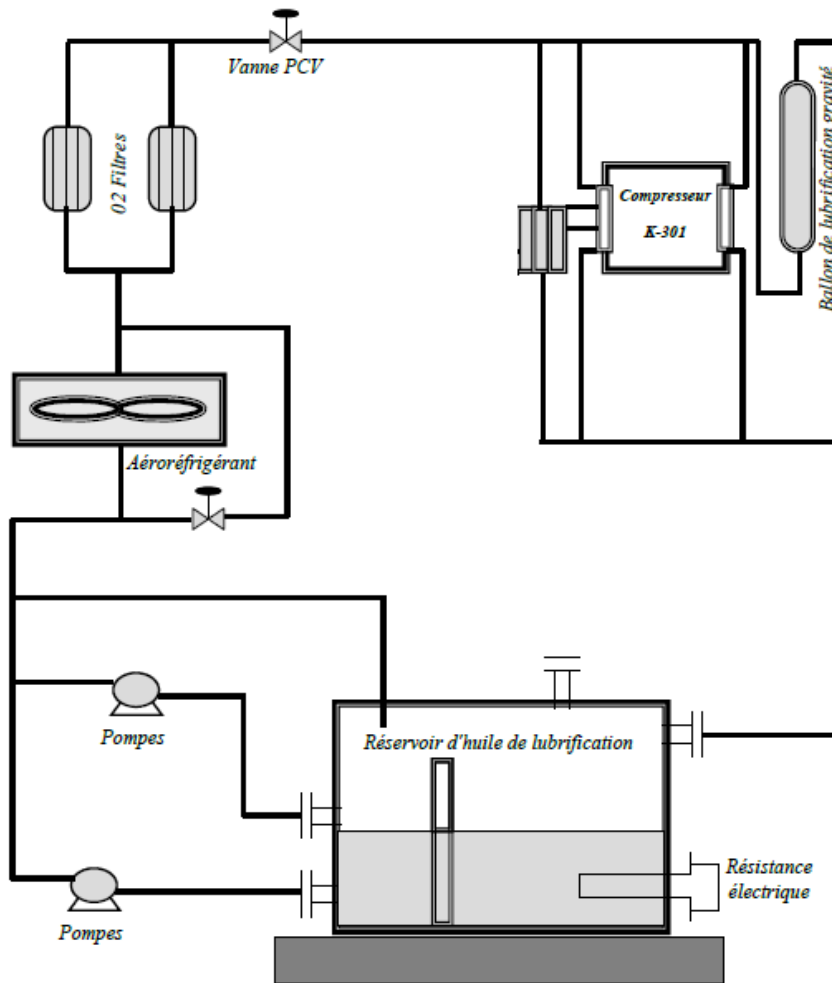 Vanne PCV
02 Filtres
Compresseur
K-301
Ballon de lubrification gravité
Aéroréfrigérant
Pompes
Réservoir d'huile de lubrification
Résistance
électrique
Pompes